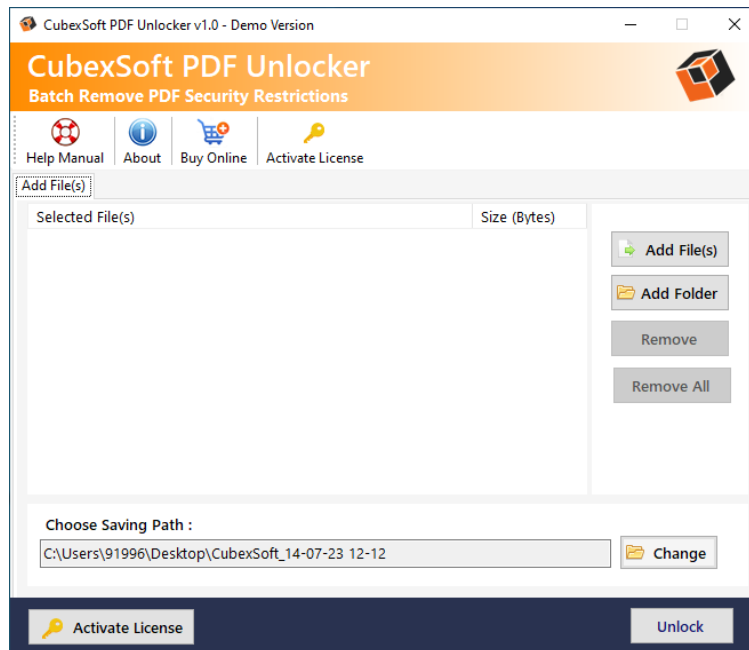 CubexSoft PDF Unlocker v1.0 - Demo Version
CubexSoft PDF Unlocker
Batch Remove PDF Security Restrictions
Help Manual About Buy Online Activate License
Add File(s)
Selected File(s) Size (Bytes)
Add File(s)
Add Folder
Remove
Remove All
Choose Saving Path :
C:\Users\91996\Desktop\CubexSoft_14-07-23 12-12
Change
Activate License
Unlock